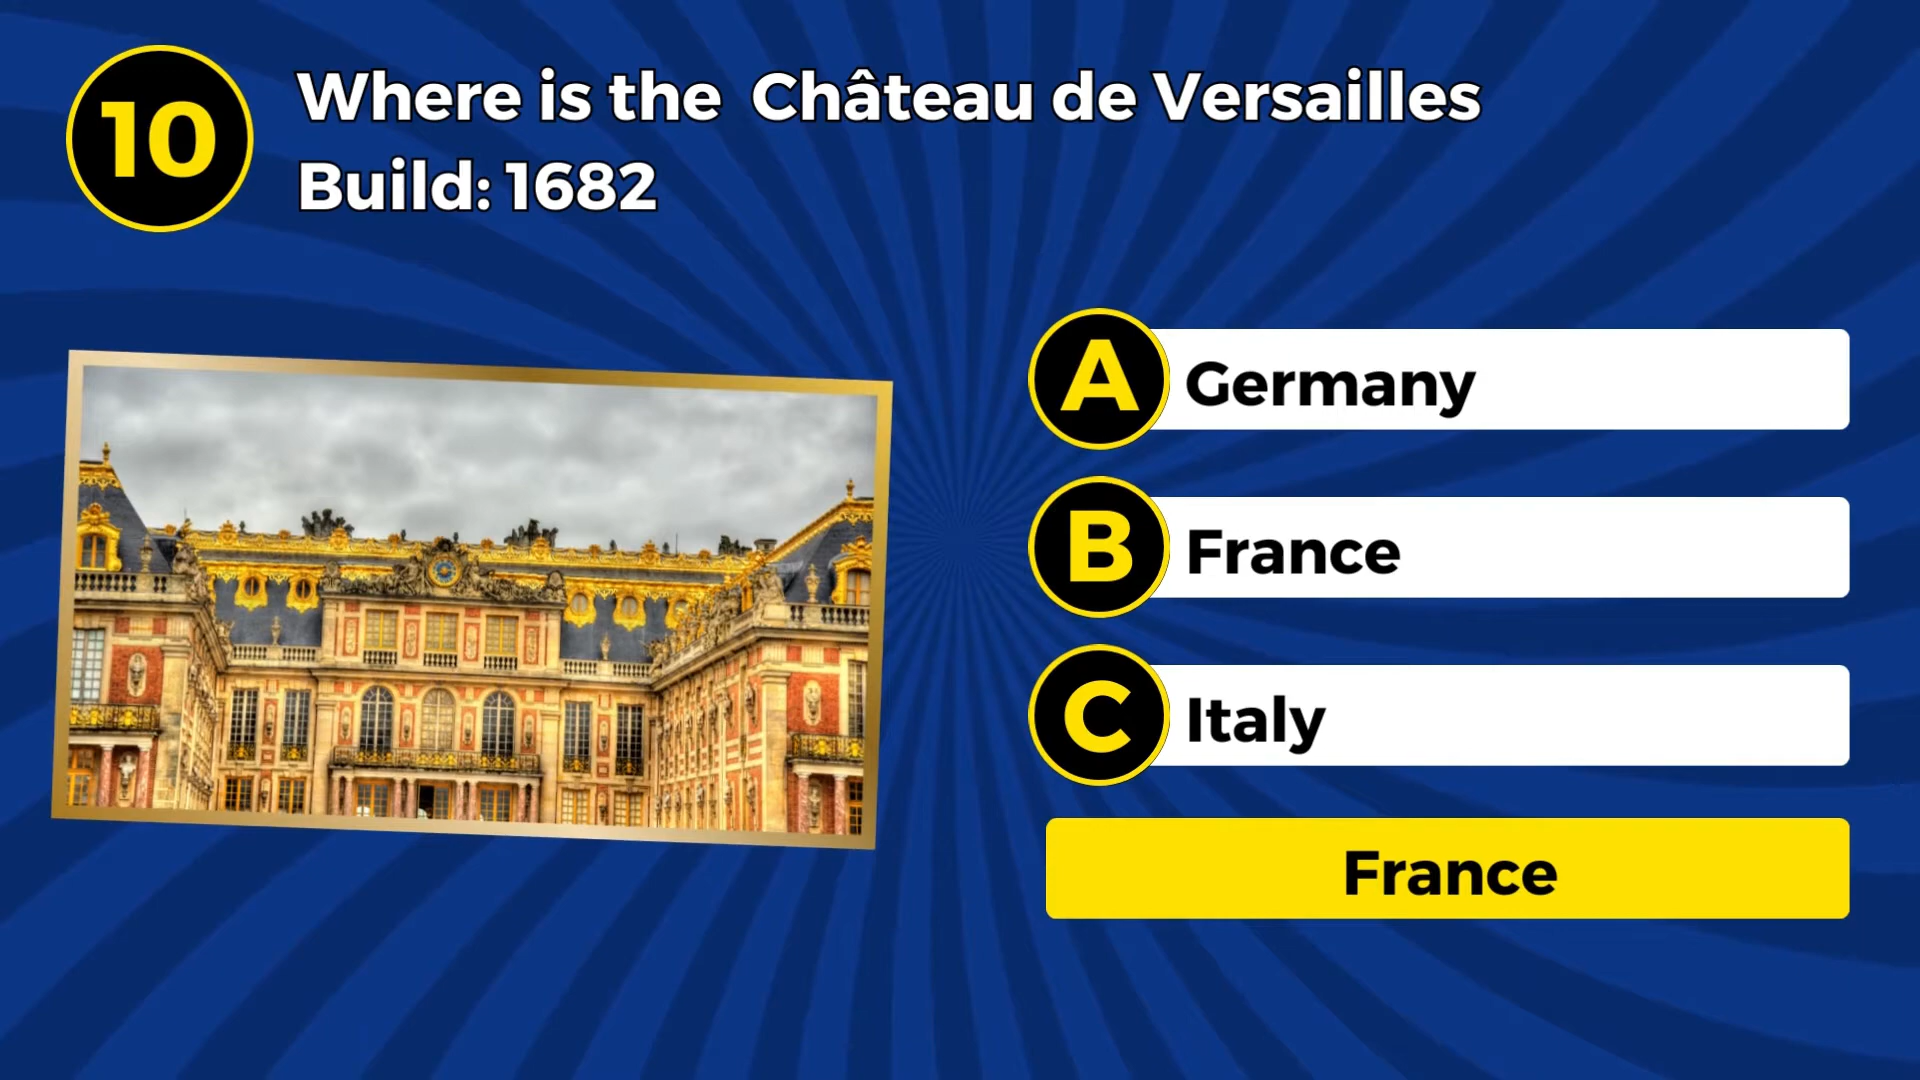 10
Where is the Château de Versailles
Build: 1682
A Germany
B France
C Italy
France